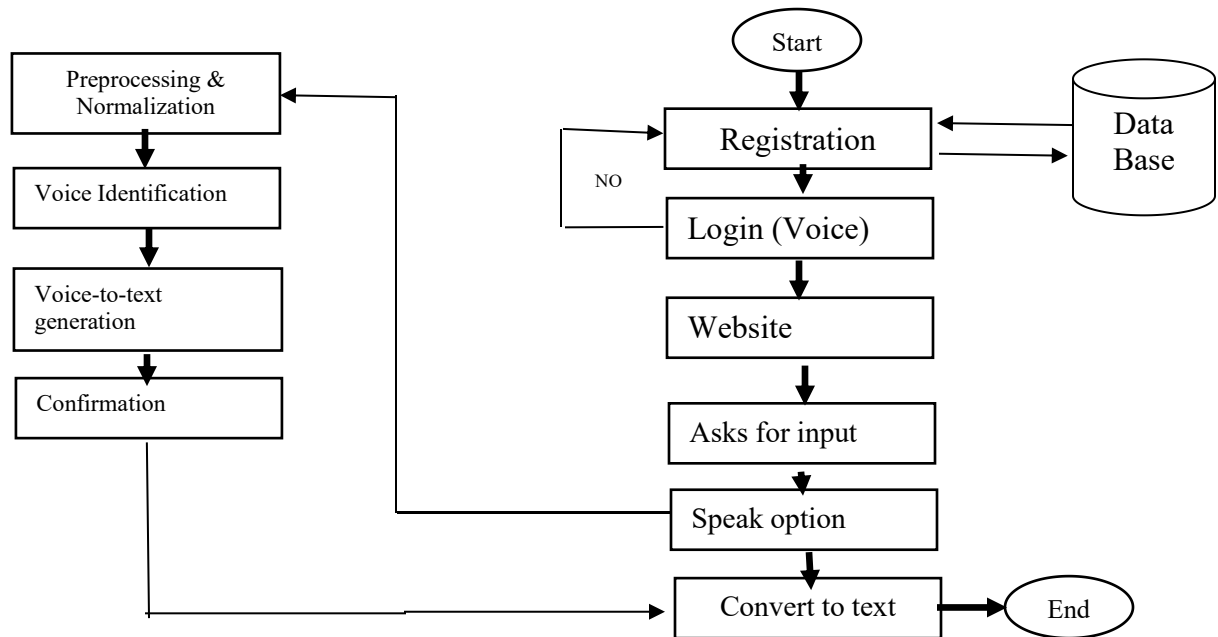 Start
Preprocessing &
Normalization
Registration
Data
Base
NO
Voice Identification
Login (Voice)
Voice-to-text
generation
Website
Confirmation
Asks for input
Speak option
Convert to text
End